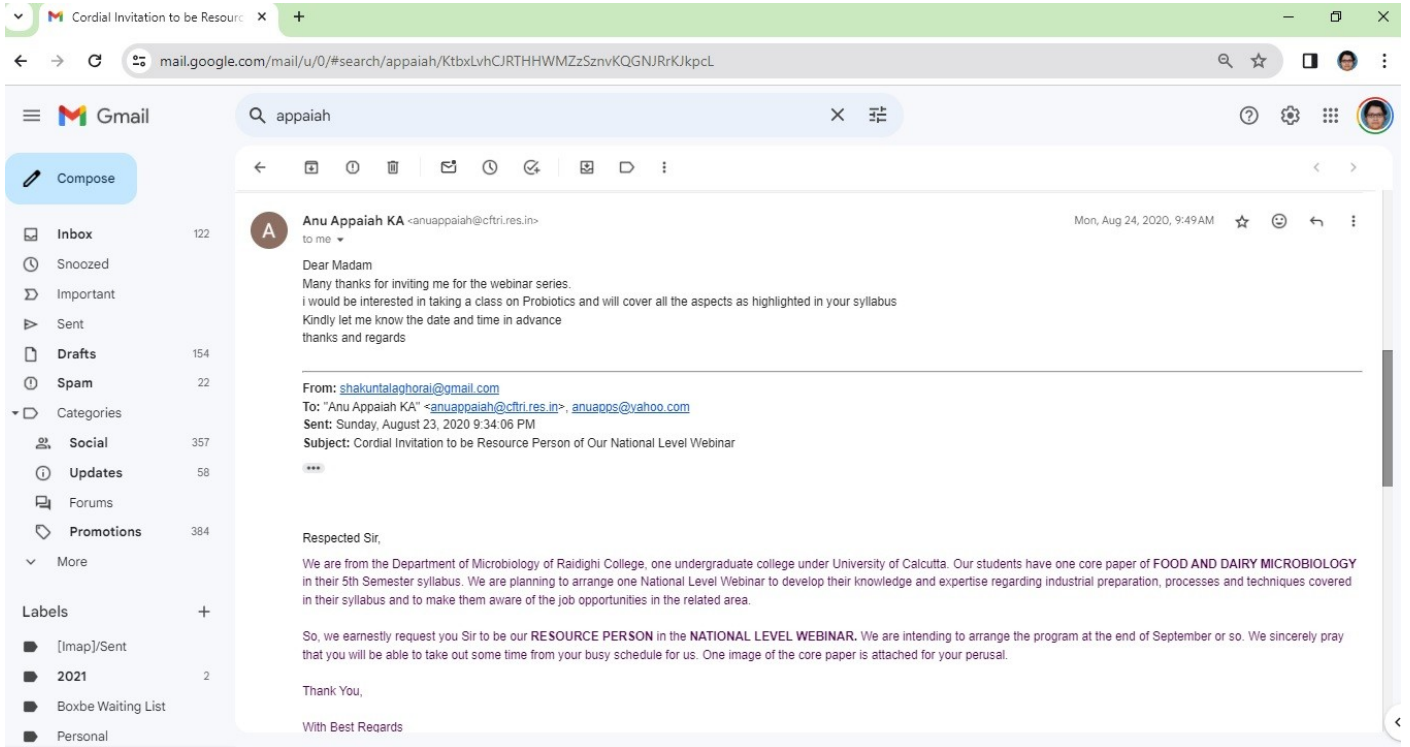 Cordial Invitation to be Resourc
mail.google.com/mail/u/0/#search/appaiah/KtbxLvhCJRTHHWMZzSznvKQGNJRrKJkpcL
Gmail
appaiah
Compose
Inbox 122
Snoozed
Important
Sent
Drafts 154
Spam 22
Categories
Social 357
Updates 58
Forums
Promotions 384
More
Labels
[Imap]/Sent
2021 2
Boxbe Waiting List
Personal
A
Anu Appaiah KA <anuappaiah@cftri.res.in> Mon, Aug 24, 2020, 9:49 AM
to me
Dear Madam
Many thanks for inviting me for the webinar series.
i would be interested in taking a class on Probiotics and will cover all the aspects as highlighted in your syllabus
Kindly let me know the date and time in advance
thanks and regards
From: shakuntalaghorai@gmail.com
To: "Anu Appaiah KA" <anuappaiah@cftri.res.in>, anuapps@yahoo.com
Sent: Sunday, August 23, 2020 9:34:06 PM
Subject: Cordial Invitation to be Resource Person of Our National Level Webinar
Respected Sir,
We are from the Department of Microbiology of Raidighi College, one undergraduate college under University of Calcutta. Our students have one core paper of FOOD AND DAIRY MICROBIOLOGY
in their 5th Semester syllabus. We are planning to arrange one National Level Webinar to develop their knowledge and expertise regarding industrial preparation, processes and techniques covered
in their syllabus and to make them aware of the job opportunities in the related area.
So, we earnestly request you Sir to be our RESOURCE PERSON in the NATIONAL LEVEL WEBINAR. We are intending to arrange the program at the end of September or so. We sincerely pray
that you will be able to take out some time from your busy schedule for us. One image of the core paper is attached for your perusal.
Thank You,
With Best Regards